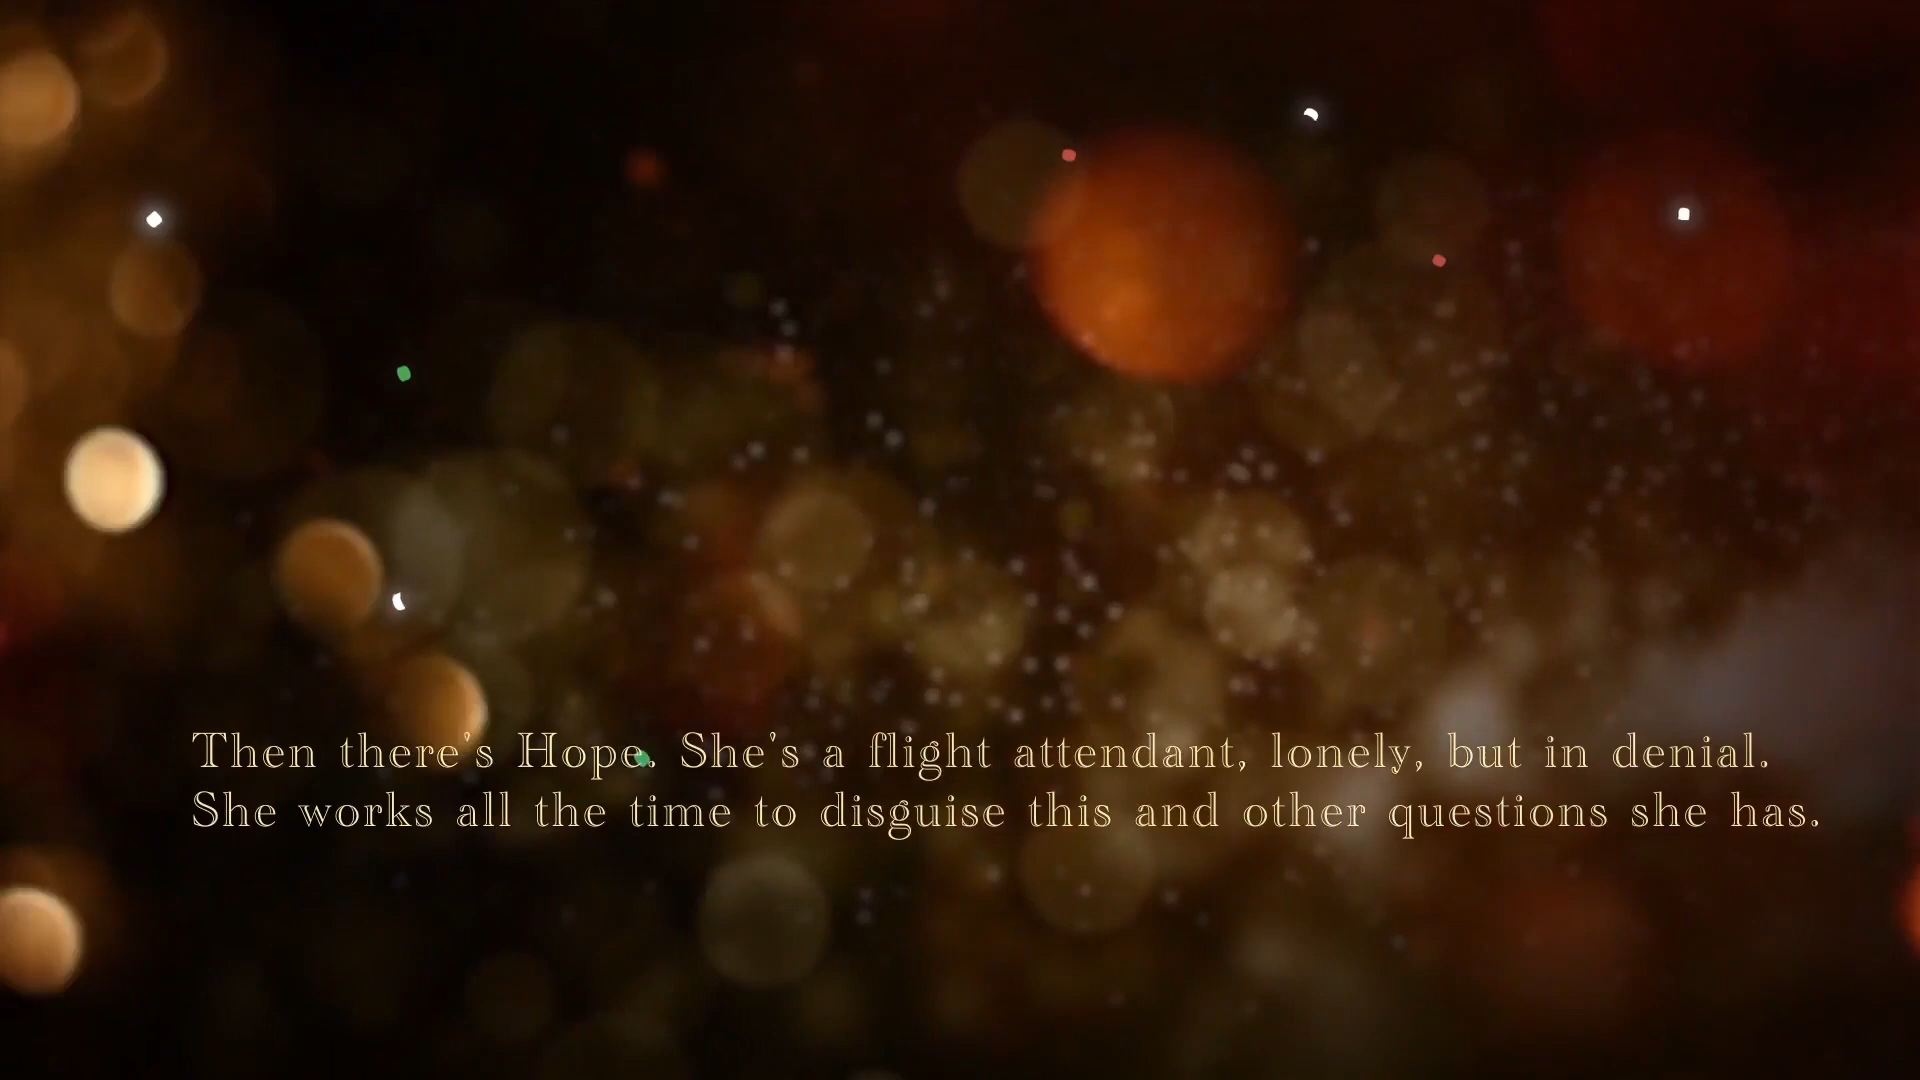 Then there's Hope. She's a flight attendant, lonely, but in denial.
She works all the time to disguise this and other questions she has.